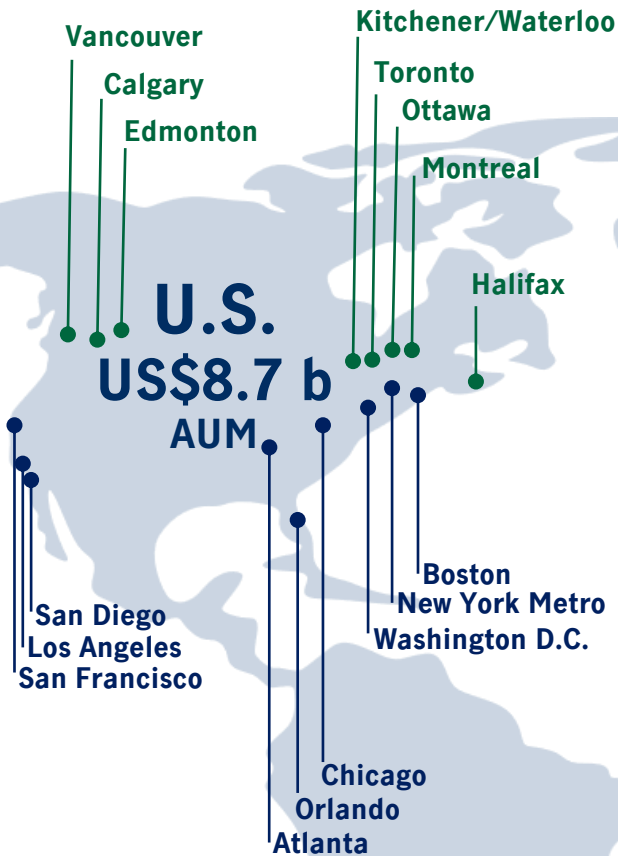 Vancouver
Calgary
Edmonton
Kitchener/Waterloo
Toronto
Ottawa
Montreal
Halifax
U.S.
US$8.7 b
AUM
Boston
New York Metro
Washington D.C.
San Diego
Los Angeles
San Francisco
Chicago
Orlando
Atlanta